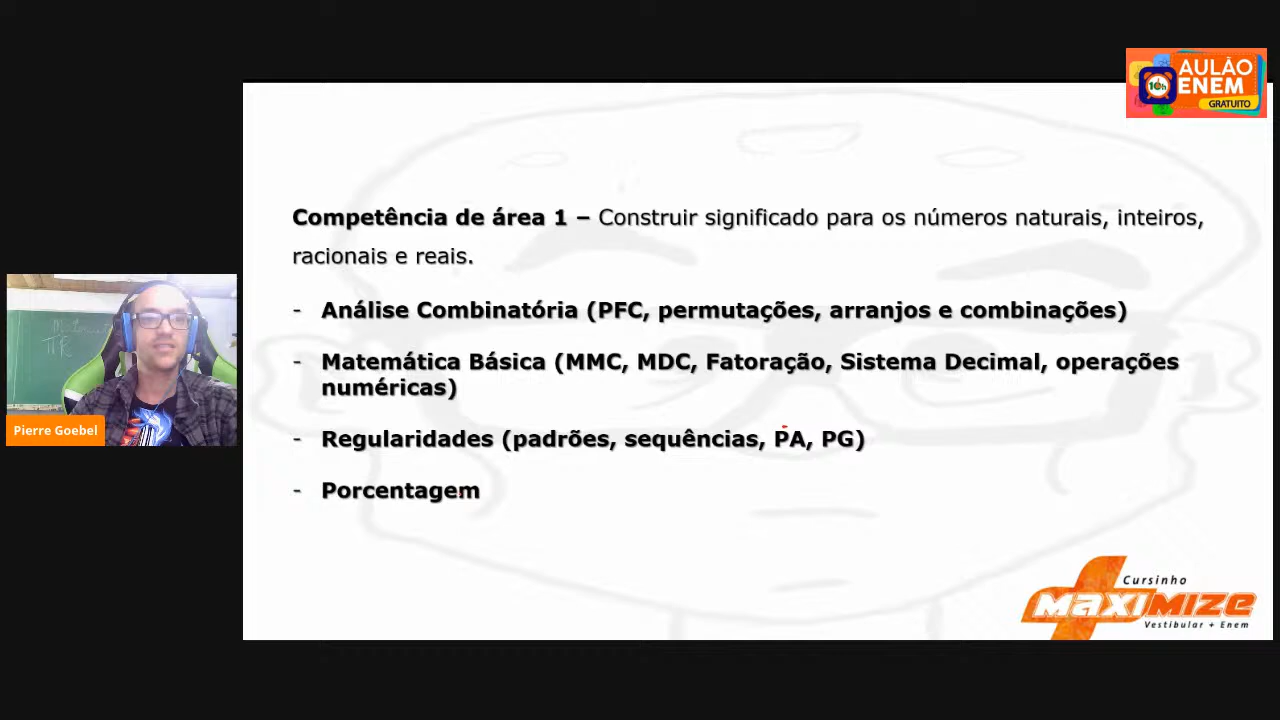 AULÃO
ENEM
GRATUITO
Competência de área 1 – Construir significado para os números naturais, inteiros,
racionais e reais.
- Análise Combinatória (PFC, permutações, arranjos e combinações)
- Matemática Básica (MMC, MDC, Fatoração, Sistema Decimal, operações
numéricas)
- Regularidades (padrões, sequências, PA, PG)
- Porcentagem
Pierre Goebel
Cursinho
MAXIMIZE
Vestibular + Enem